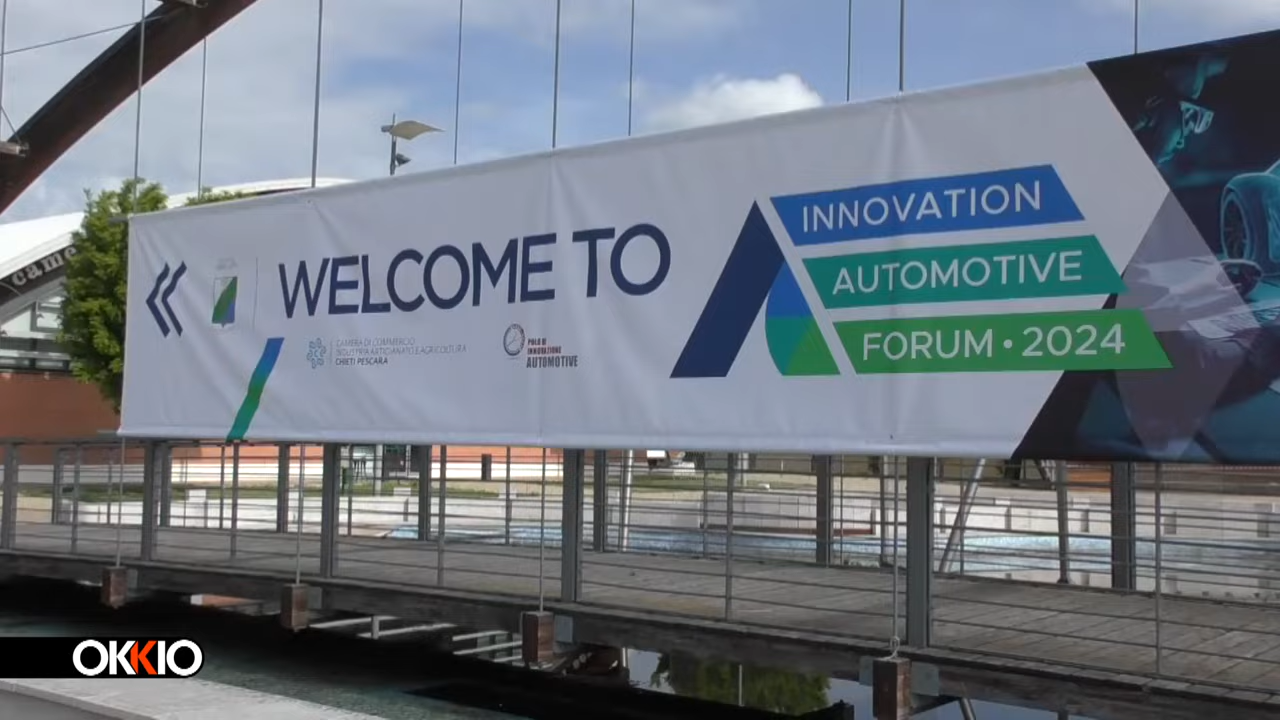 came
WELCOME TO
CAMERA DI COMMERCIO
INDUSTRIA ARTIGIANATO E AGRICOLTURA
CHIETI PESCARA
POLO DI
INNOVAZIONE
AUTOMOTIVE
INNOVATION
AUTOMOTIVE
FORUM • 2024
OKKIO